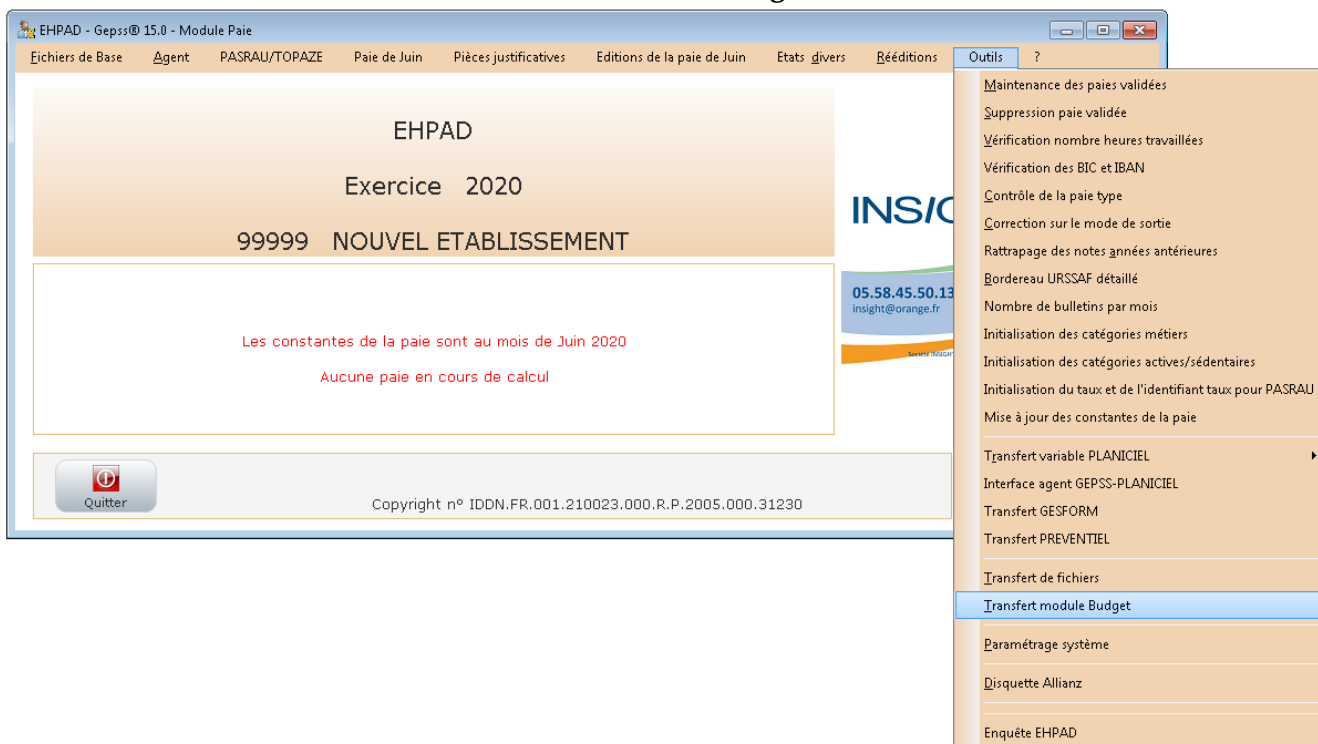 EHPAD - Gepss® 15.0 - Module Paie
Fichiers de Base Agent PASRAU/TOPAZE Paie de Juin Pièces justificatives Editions de la paie de Juin Etats divers Rééditions Outils ?
EHPAD
Exercice 2020
99999 NOUVEL ETABLISSEMENT
Les constantes de la paie sont au mois de Juin 2020
Aucune paie en cours de calcul
05.58.45.50.13
insight@orange.fr
Quitter
Copyright nº IDDN.FR.001.210023.000.R.P.2005.000.31230
Maintenance des paies validées
Suppression paie validée
Vérification nombre heures travaillées
Vérification des BIC et IBAN
Contrôle de la paie type
Correction sur le mode de sortie
Rattrapage des notes années antérieures
Bordereau URSSAF détaillé
Nombre de bulletins par mois
Initialisation des catégories métiers
Initialisation des catégories actives/sédentaires
Initialisation du taux et de l'identifiant taux pour PASRAU
Mise à jour des constantes de la paie
Transfert variable PLANICIEL
Interface agent GEPSS-PLANICIEL
Transfert GESFORM
Transfert PREVENTIEL
Transfert de fichiers
Transfert module Budget
Paramétrage système
Disquette Allianz
Enquête EHPAD